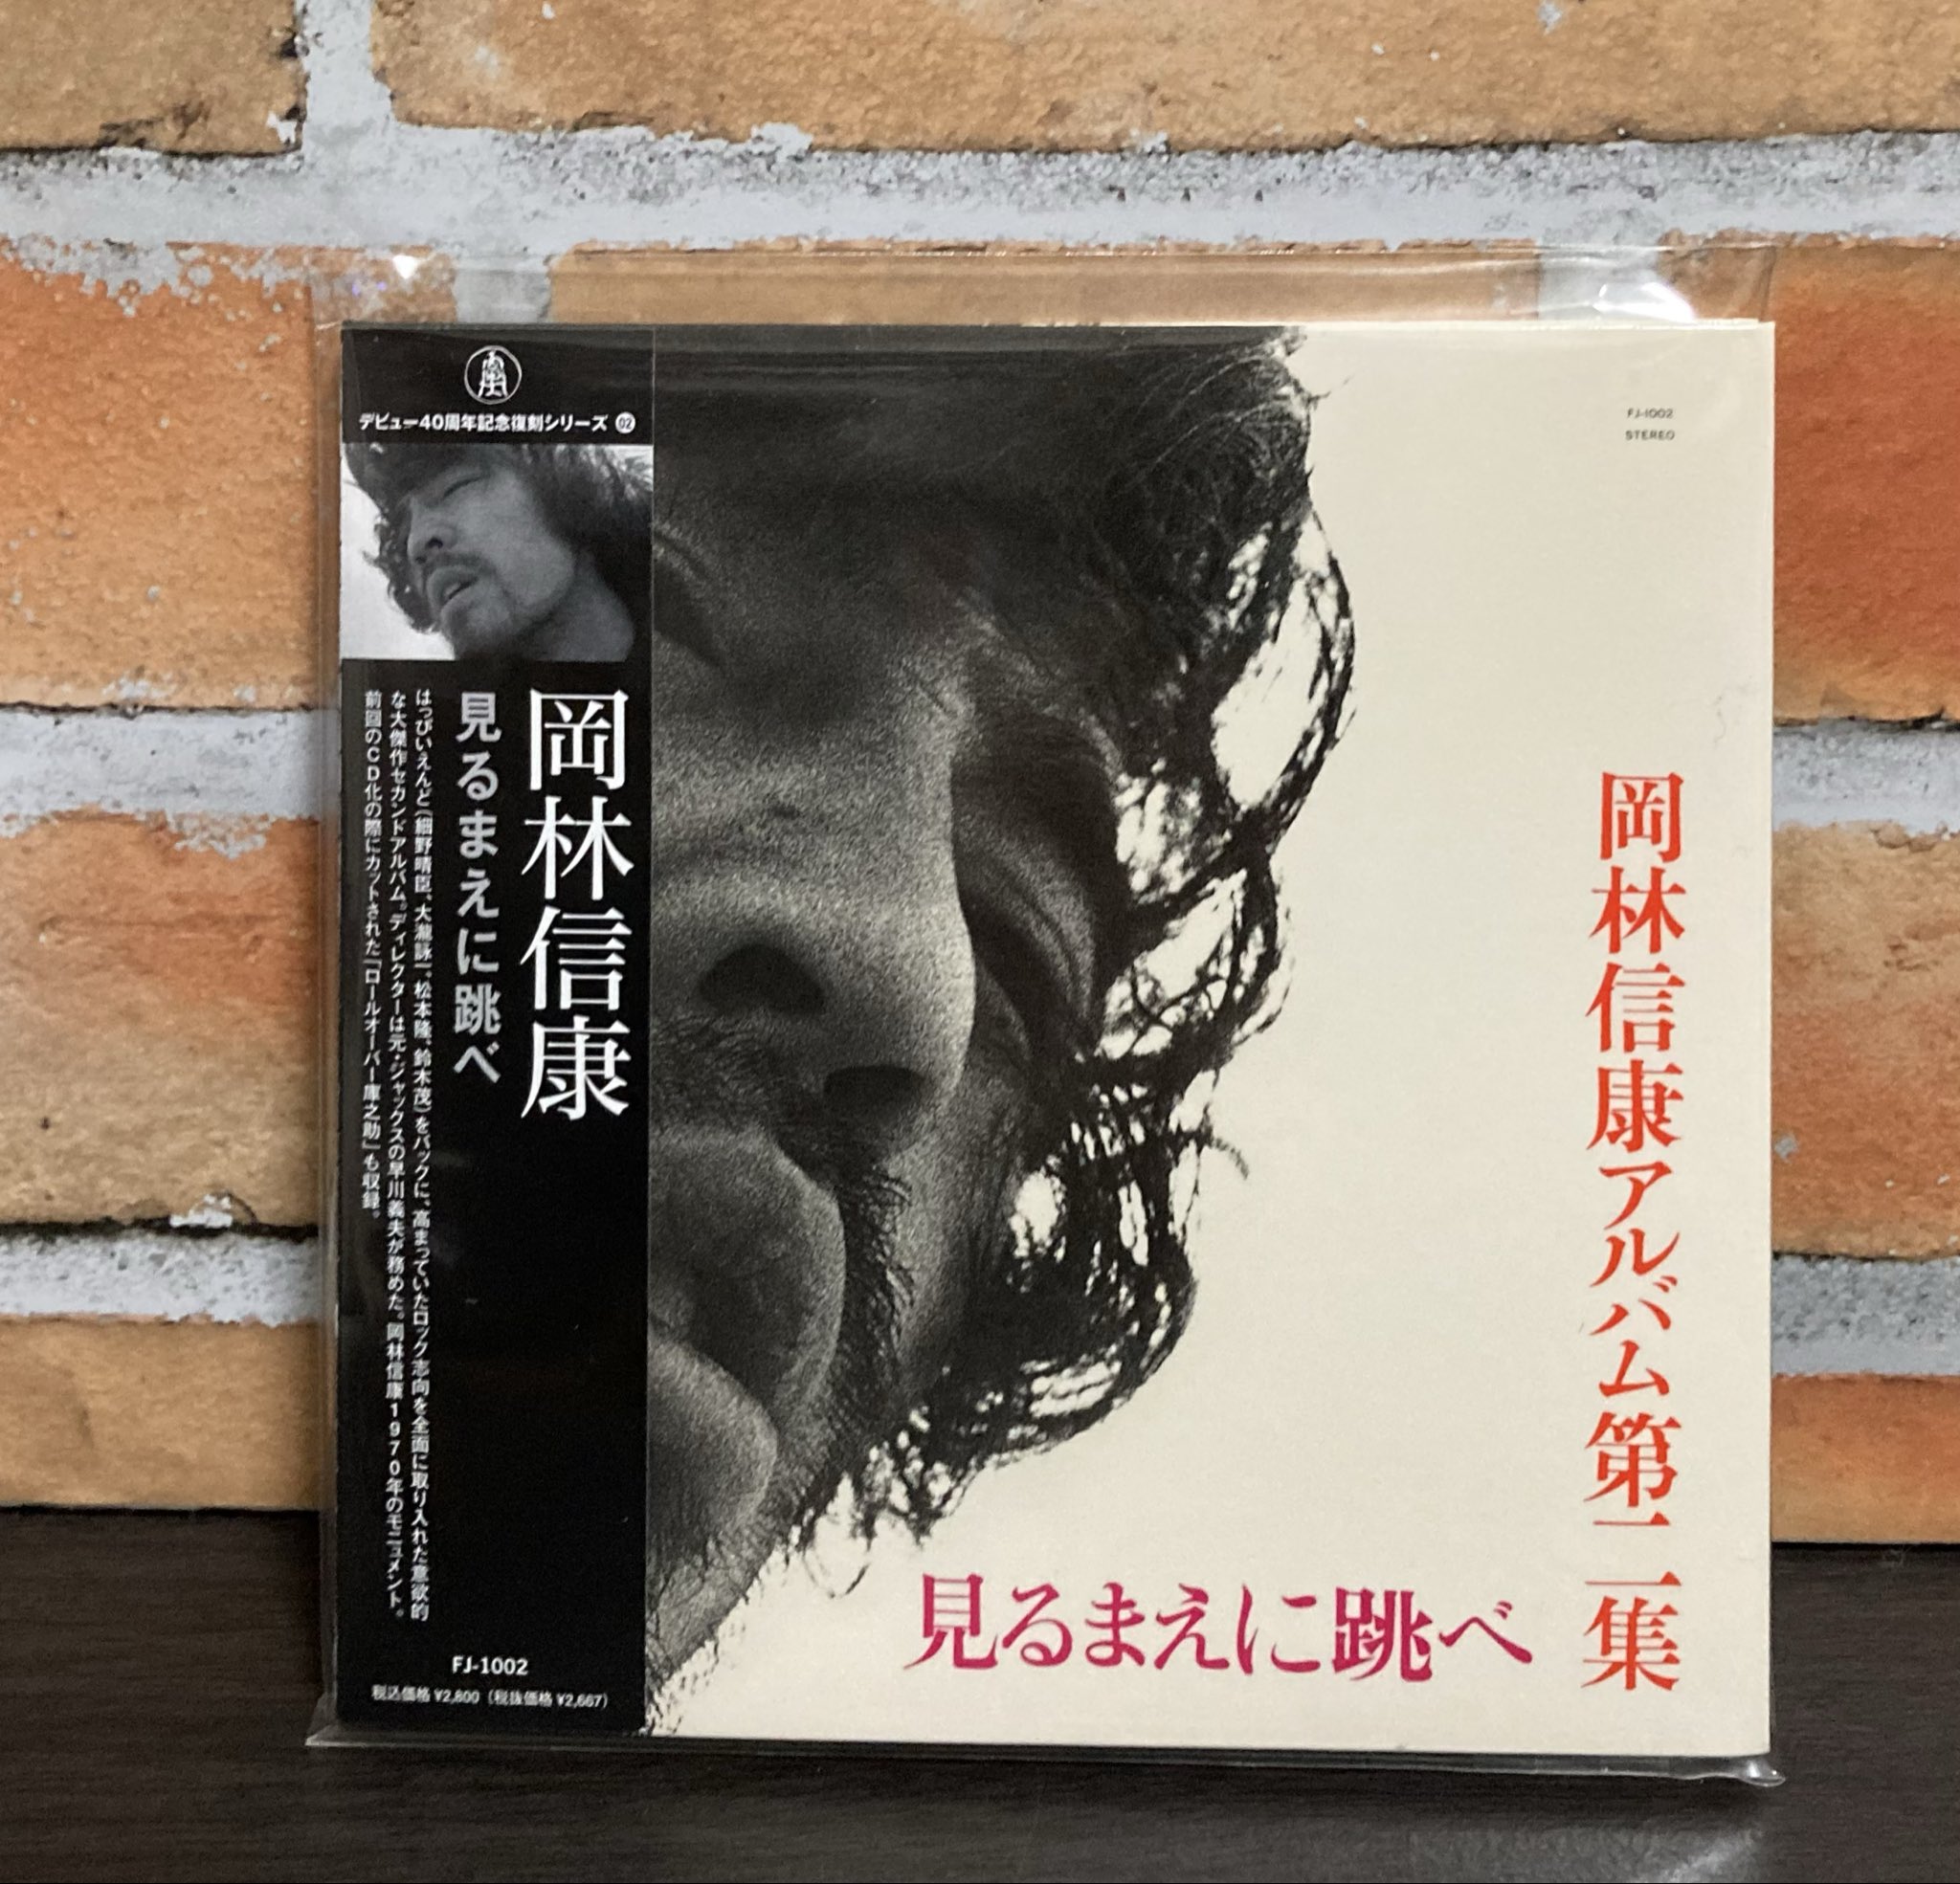 デビュー40周年記念復刻シリーズ 02
岡林信康
見るまえに跳べ
はっぴいえんど(細野晴臣、大瀧詠一、松本隆、鈴木茂)をバックに、高まっていたロック志向を全面に取り入れた意欲的
な大傑作セカンドアルバム。ディレクターは元・ジャックスの早川義夫が務めた。岡林信康1970年のモニュメント。
前回のCD化の際にカットされた「ロールオーバー庫之助」も収録。
FJ-1002
税込価格 ¥2,800（税抜価格 ¥2,667）
FJ-1002
STEREO
岡林信康アルバム第二集
見るまえに跳べ